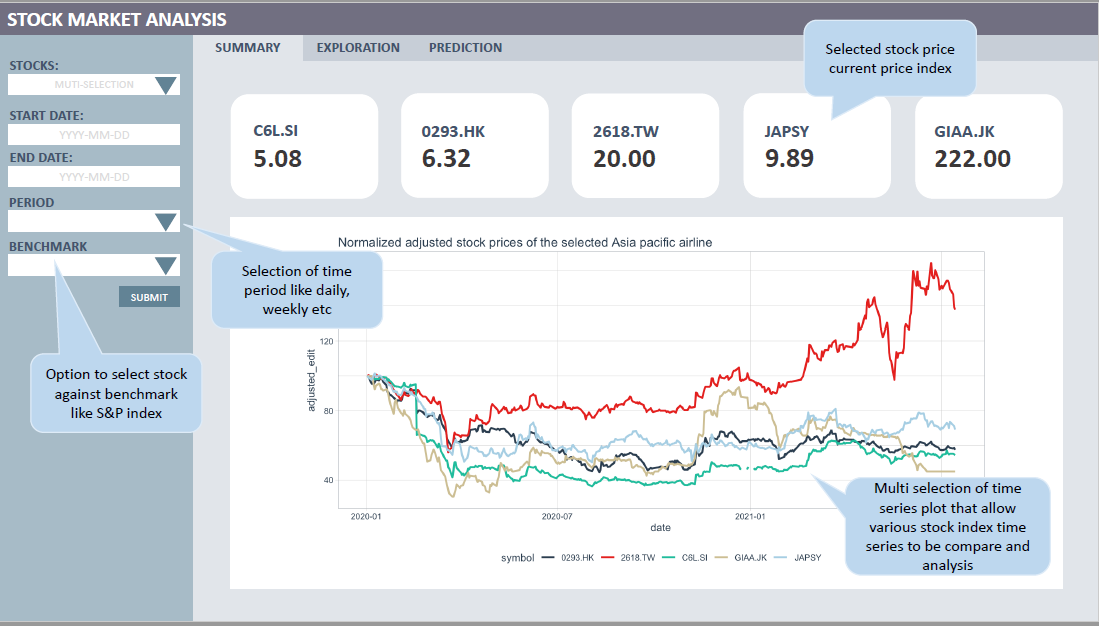 STOCK MARKET ANALYSIS
SUMMARY
EXPLORATION
PREDICTION
STOCKS:
MUTI-SELECTION
START DATE:
YYYY-MM-DD
END DATE:
YYYY-MM-DD
PERIOD
BENCHMARK
SUBMIT
Selected stock price
current price index
C6L.SI
5.08
0293.HK
6.32
2618.TW
20.00
JAPSY
9.89
GIAA.JK
222.00
Selection of time
period like daily,
weekly etc
Option to select stock
against benchmark
like S&P index
Normalized adjusted stock prices of the selected Asia pacific airline
adjusted_edit
120
80
40
2020-01
2020-07
2021-01
date
symbol
0293.HK
2618.TW
C6L.SI
GIAA.JK
JAPSY
Multi selection of time
series plot that allow
various stock index time
series to be compare and
analysis